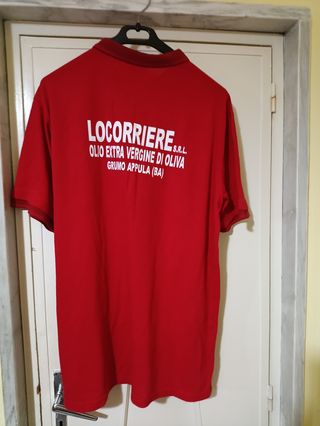 LOCORRIERE S.R.L.
OLIO EXTRA VERGINE DI OLIVA
GRUMO APPULA (BA)